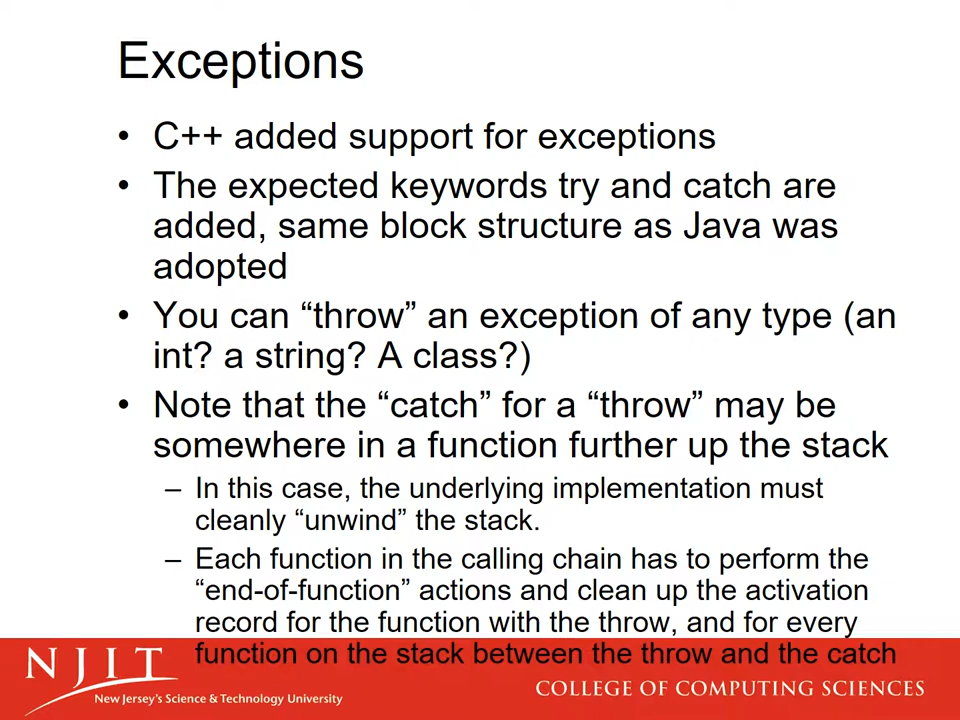 Exceptions
• C++ added support for exceptions
• The expected keywords try and catch are
added, same block structure as Java was
adopted
• You can “throw” an exception of any type (an
int? a string? A class?)
• Note that the “catch” for a “throw” may be
somewhere in a function further up the stack
– In this case, the underlying implementation must
cleanly “unwind” the stack.
– Each function in the calling chain has to perform the
“end-of-function” actions and clean up the activation
record for the function with the throw, and for every
function on the stack between the throw and the catch
NJIT
New Jersey's Science & Technology University
COLLEGE OF COMPUTING SCIENCES